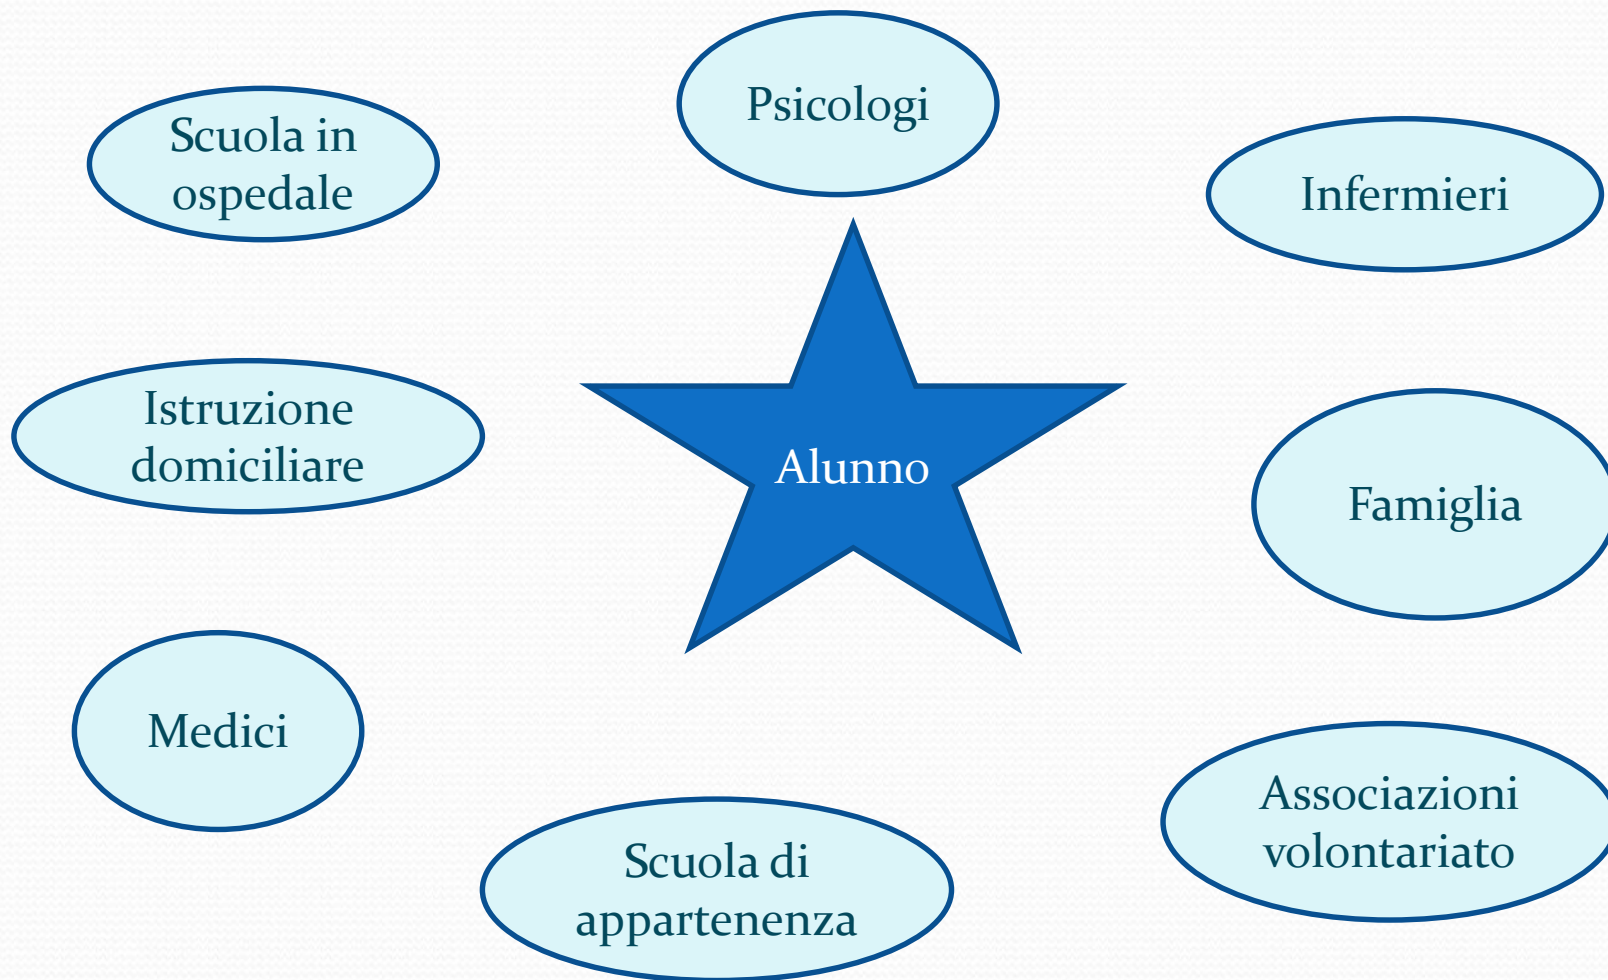 Psicologi
Scuola in
ospedale
Infermieri
Istruzione
domiciliare
Alunno
Famiglia
Medici
Associazioni
volontariato
Scuola di
appartenenza